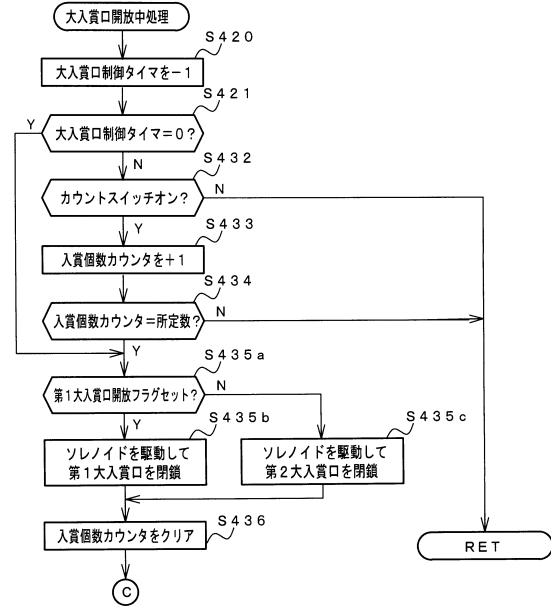 大入賞口開放中処理
S420
大入賞口制御タイマを−1
S421
Y
大入賞口制御タイマ=0?
N
S432
カウントスイッチオン?
N
Y
S433
入賞個数カウンタを+1
S434
入賞個数カウンタ=所定数?
N
Y
S435a
第1大入賞口開放フラグセット?
N
Y
S435b
S435c
ソレノイドを駆動して
第1大入賞口を閉鎖
ソレノイドを駆動して
第2大入賞口を閉鎖
S436
入賞個数カウンタをクリア
RET
C